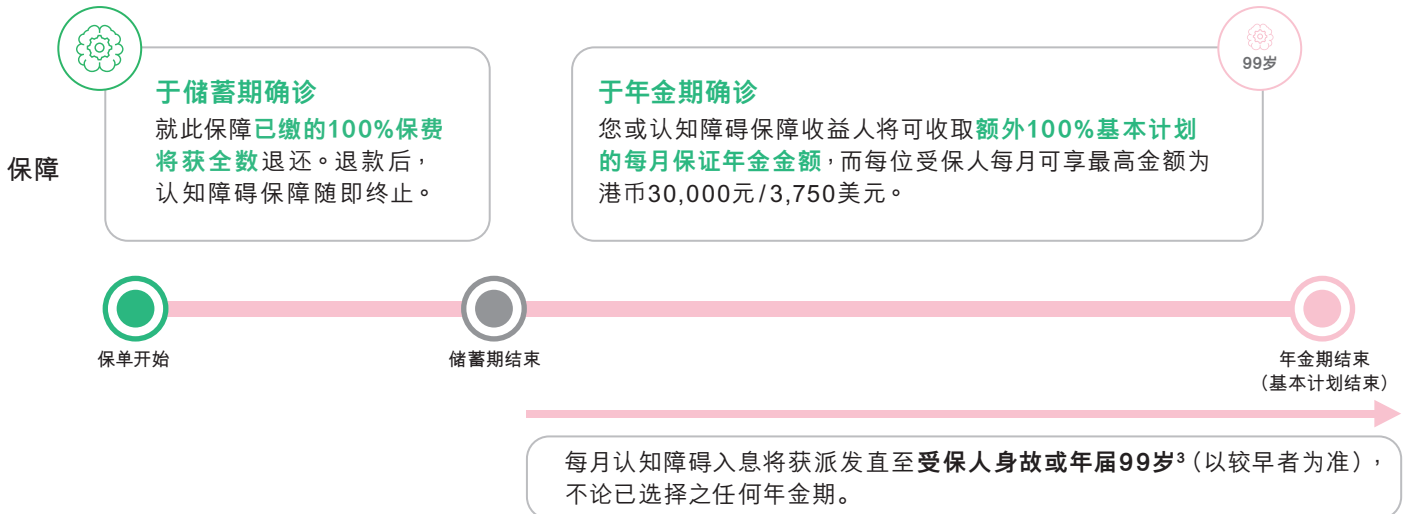 99岁
保障
于储蓄期确诊
就此保障已缴的100%保费
将获全数退还。退款后，
认知障碍保障随即终止。
于年金期确诊
您或认知障碍保障收益人将可收取额外100%基本计划
的每月保证年金金额，而每位受保人每月可享最高金额为
港币30,000元/3,750美元。
保单开始
储蓄期结束
年金期结束
（基本计划结束）
每月认知障碍入息将获派发直至受保人身故或年届99岁³（以较早者为准），
不论已选择之任何年金期。